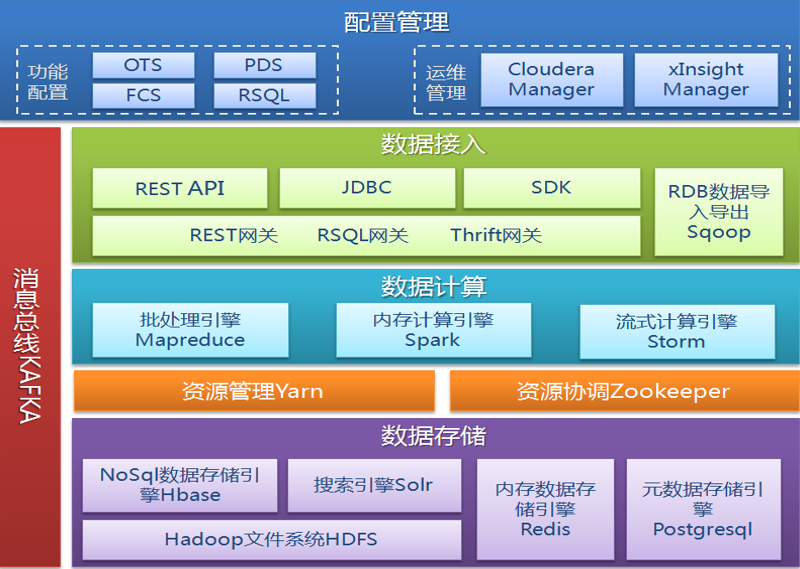 配置管理
功能
配置
OTS
PDS
FCS
RSQL
运维
管理
Cloudera
Manager
xInsight
Manager
消息总线KAFKA
数据接入
REST API
JDBC
SDK
RDB数据导
入导出
Sqoop
REST网关 RSQL网关 Thrift网关
数据计算
批处理引擎
Mapreduce
内存计算引擎
Spark
流式计算引擎
Storm
资源管理Yarn
资源协调Zookeeper
数据存储
NoSql数据存储引
擎Hbase
搜索引擎Solr
内存数据存
储引擎
Redis
元数据存储引
擎
Postgresql
Hadoop文件系统HDFS